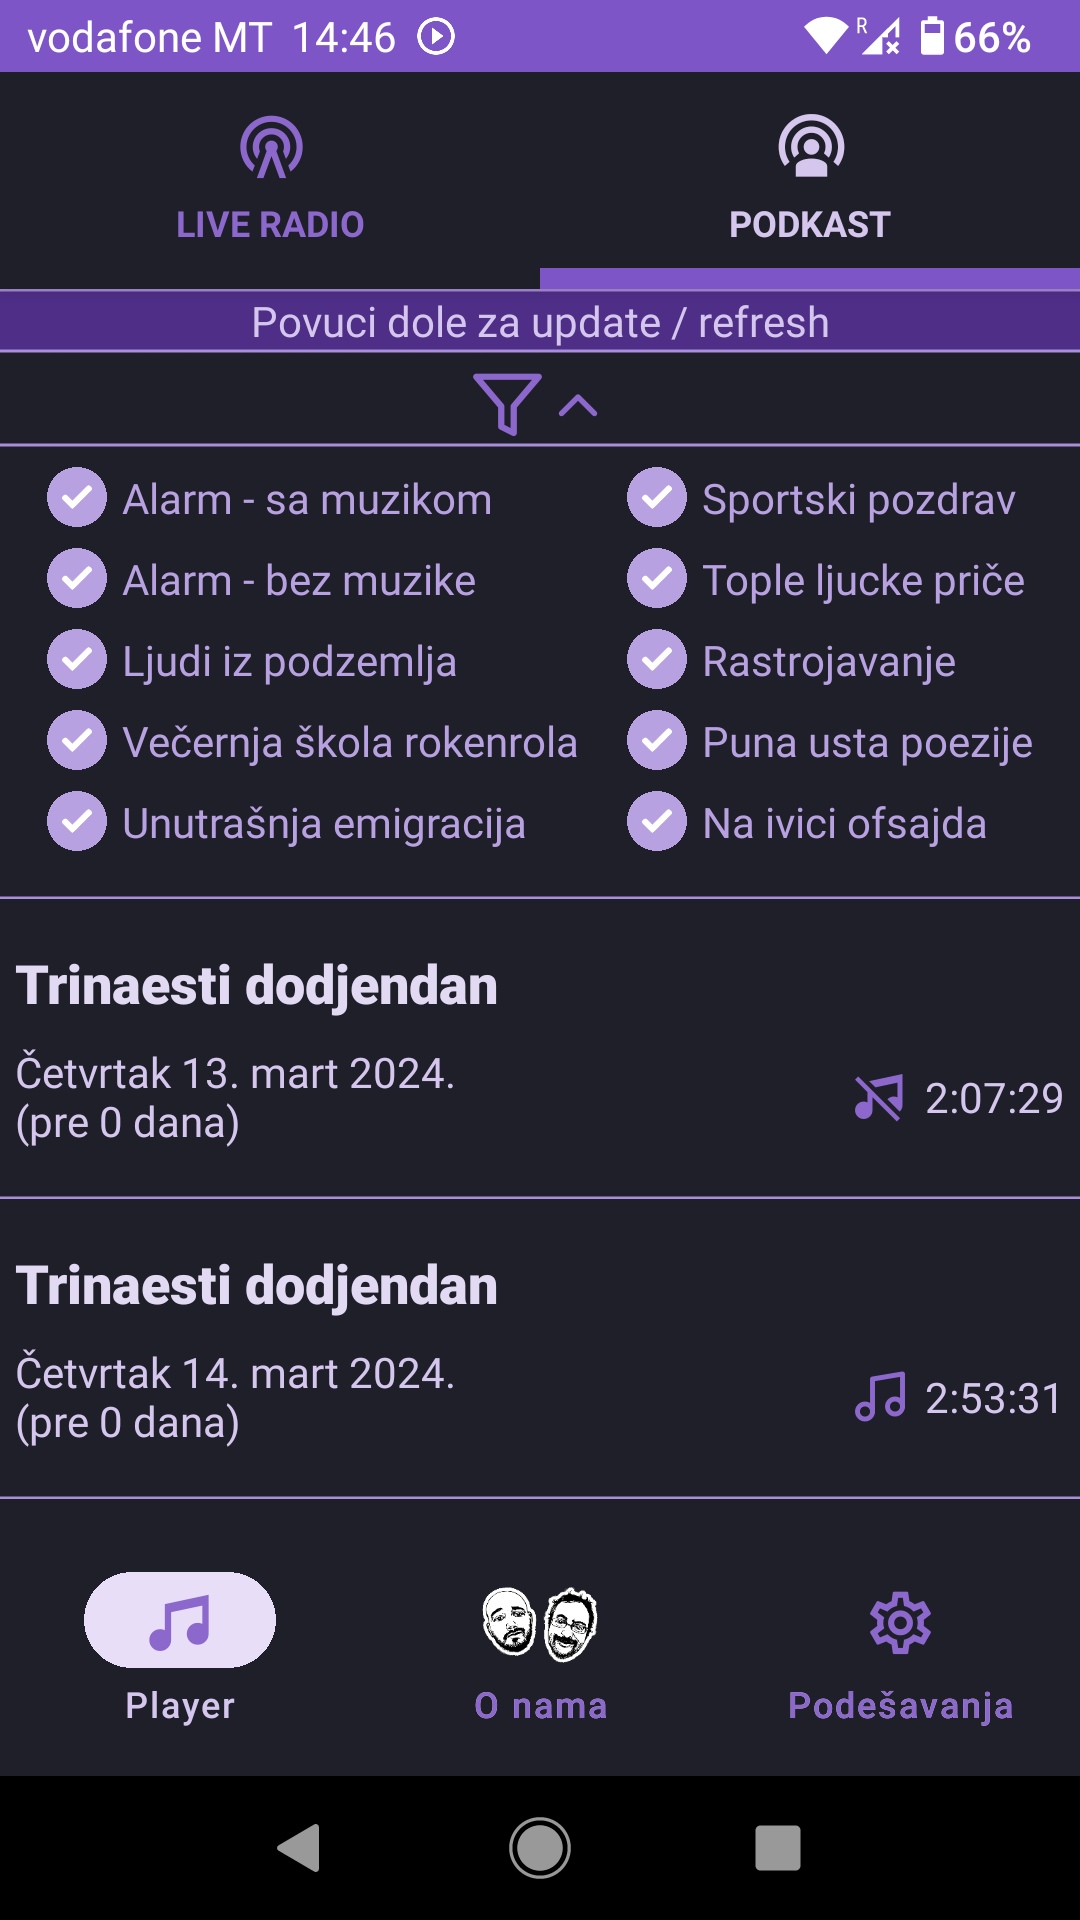 vodafone MT 14:46 R 66%
LIVE RADIO PODKAST
Povuci dole za update / refresh
Alarm - sa muzikom Sportski pozdrav
Alarm - bez muzike Tople ljucke priče
Ljudi iz podzemlja Rastrojavanje
Večernja škola rokenrola Puna usta poezije
Unutrašnja emigracija Na ivici ofsajda
Trinaesti dodjendan
Četvrtak 13. mart 2024.
(pre 0 dana)
2:07:29
Trinaesti dodjendan
Četvrtak 14. mart 2024.
(pre 0 dana)
2:53:31
Player O nama Podešavanja